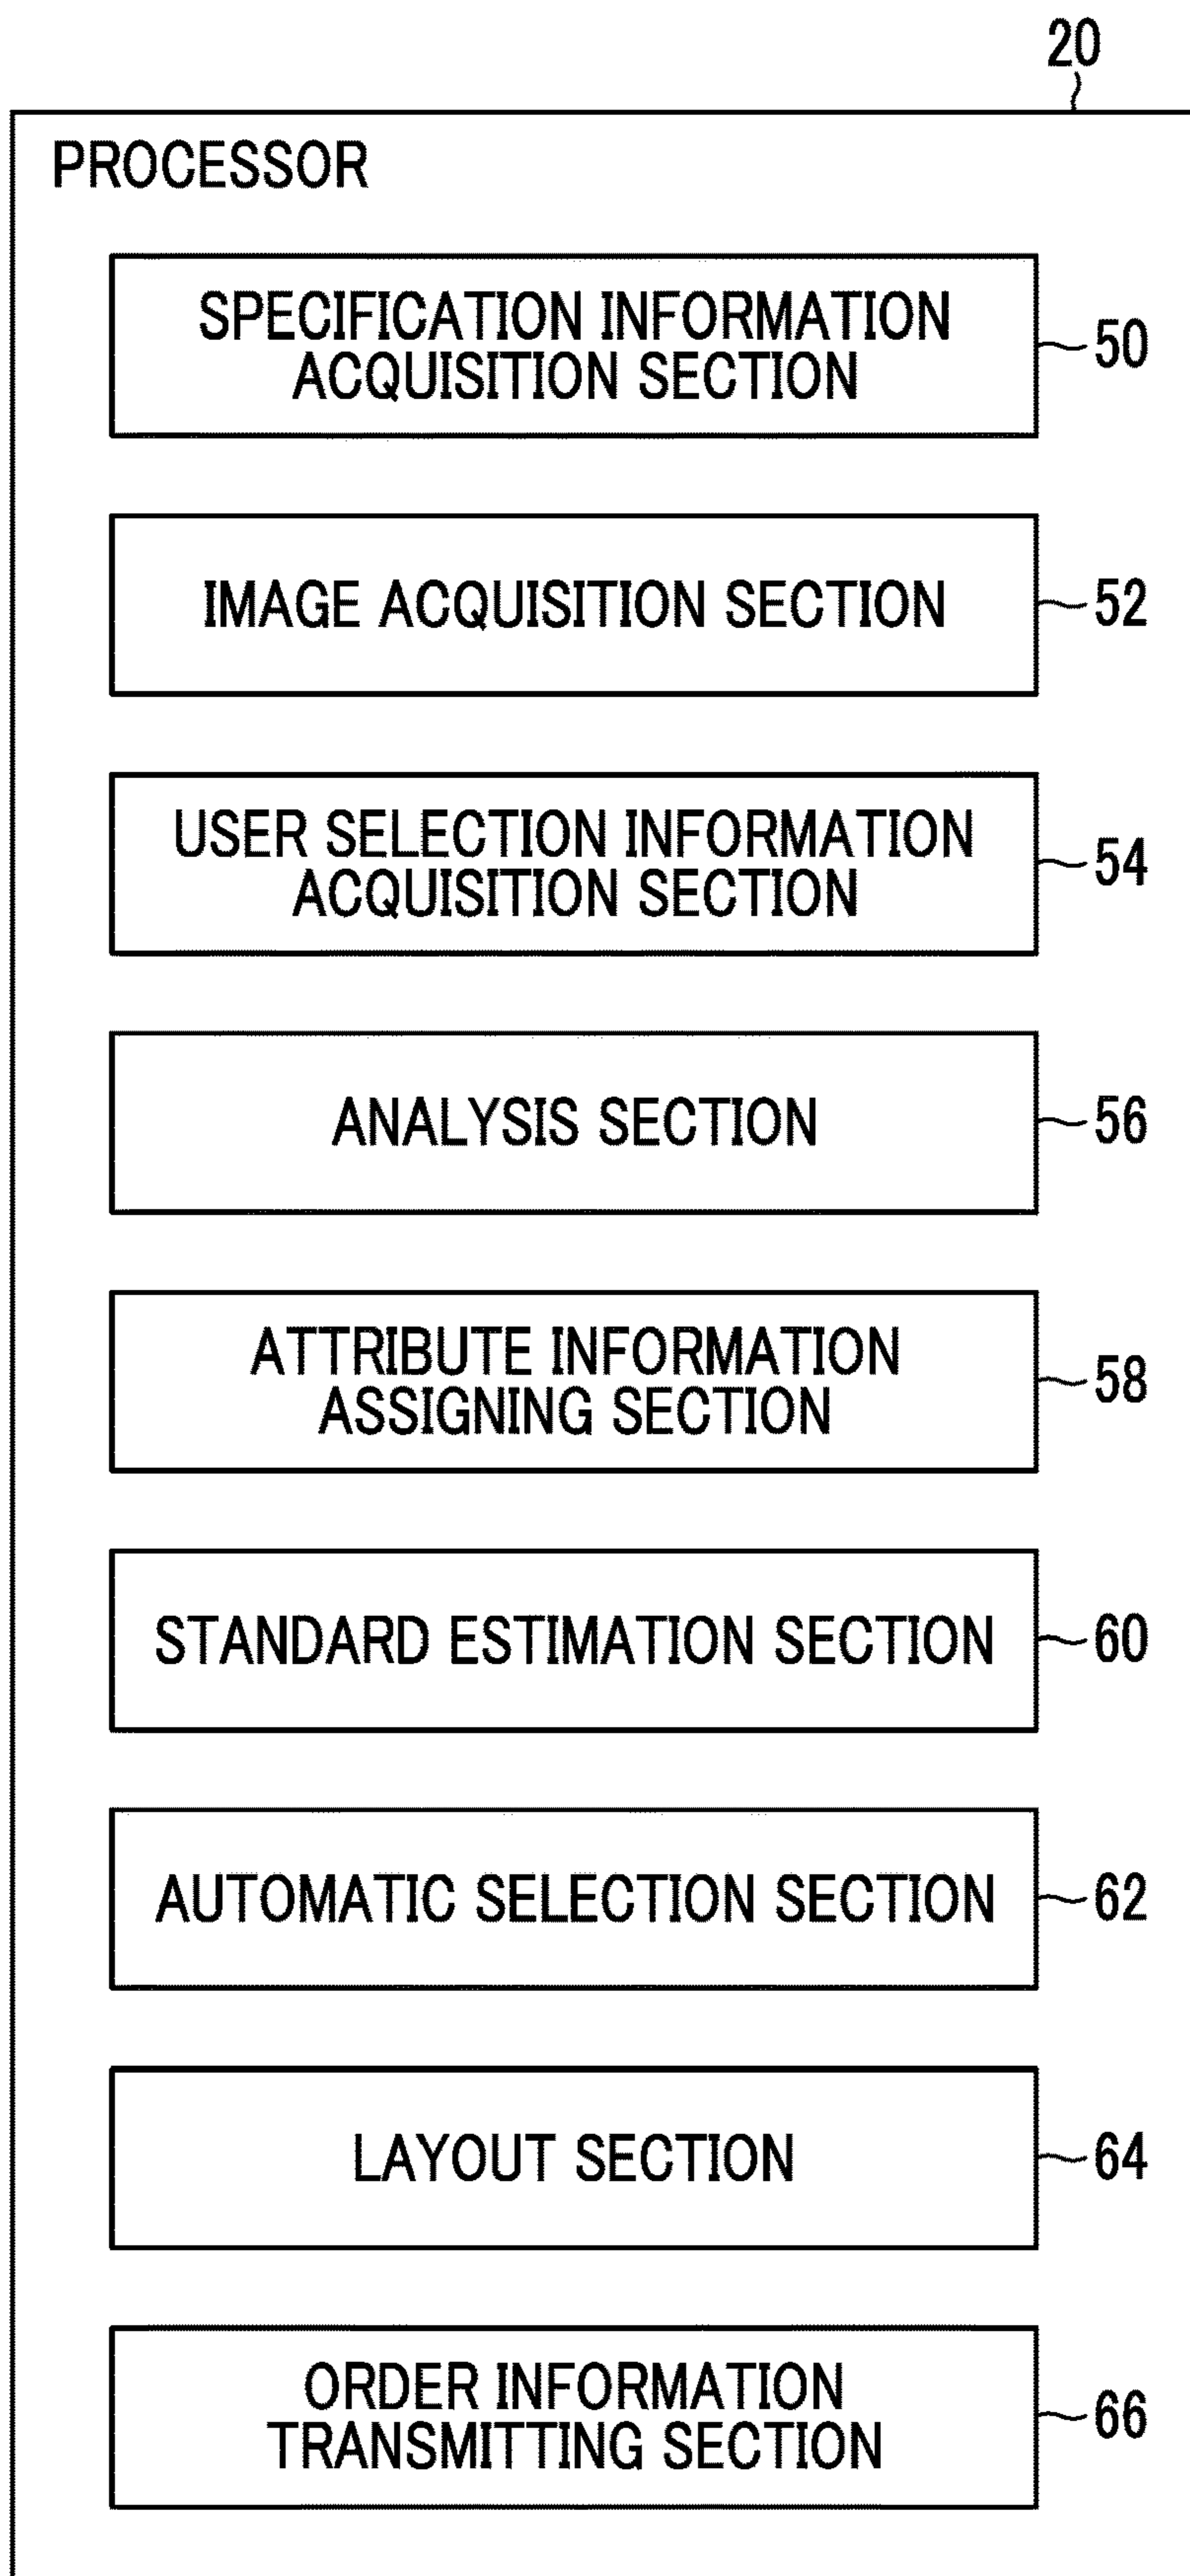 20
PROCESSOR
SPECIFICATION INFORMATION
ACQUISITION SECTION
50
IMAGE ACQUISITION SECTION
52
USER SELECTION INFORMATION
ACQUISITION SECTION
54
ANALYSIS SECTION
56
ATTRIBUTE INFORMATION
ASSIGNING SECTION
58
STANDARD ESTIMATION SECTION
60
AUTOMATIC SELECTION SECTION
62
LAYOUT SECTION
64
ORDER INFORMATION
TRANSMITTING SECTION
66